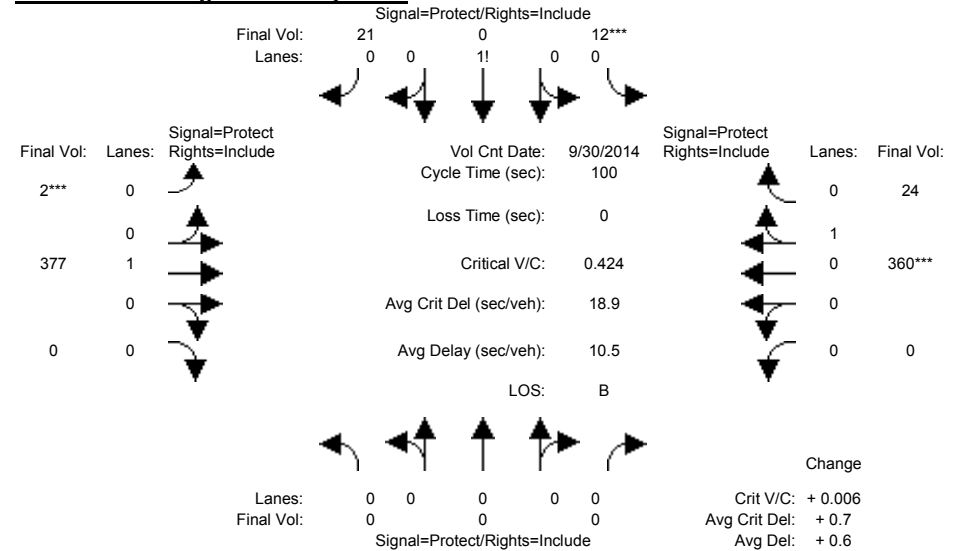 Signal=Protect/Rights=Include
Final Vol: 21 0 12***
Lanes: 0 0 1! 0 0
Signal=Protect Signal=Protect
Final Vol: Lanes: Rights=Include Vol Cnt Date: 9/30/2014 Rights=Include Lanes: Final Vol:
Cycle Time (sec): 100
2*** 0 0 24
Loss Time (sec): 0
0 1
377 1 Critical V/C: 0.424 0 360***
0 Avg Crit Del (sec/veh): 18.9 0
0 0 Avg Delay (sec/veh): 10.5 0 0
LOS: B
Change
Lanes: 0 0 0 0 0 Crit V/C: + 0.006
Final Vol: 0 0 0 Avg Crit Del: + 0.7
Signal=Protect/Rights=Include Avg Del: + 0.6